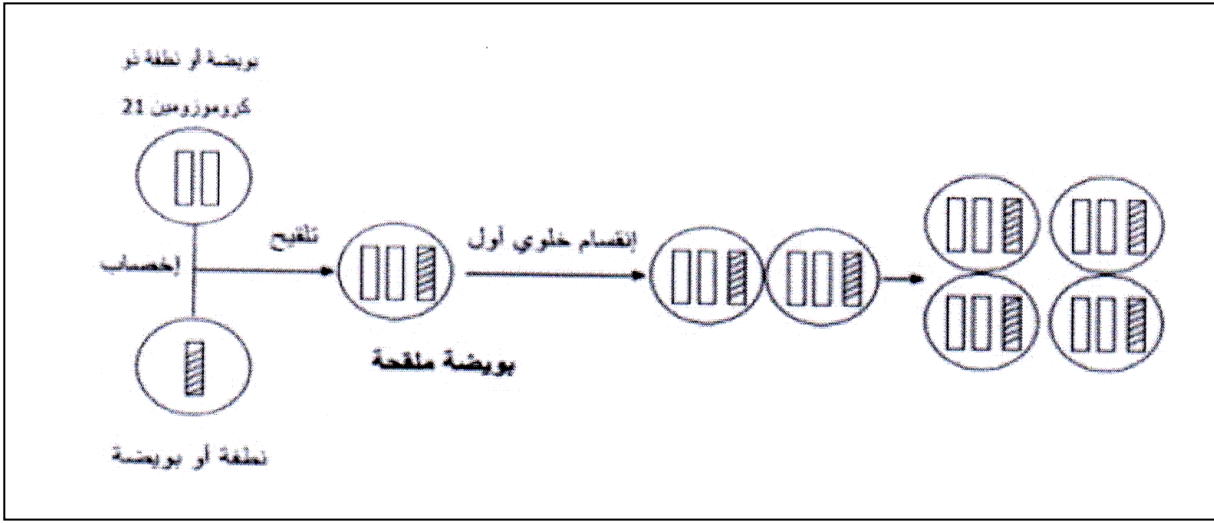 بويضة أو نطفة ذو
كروموزومين 21
إخصاب
تلقيح
إنقسام خلوي أول
بويضة ملقحة
نطفة أو بويضة